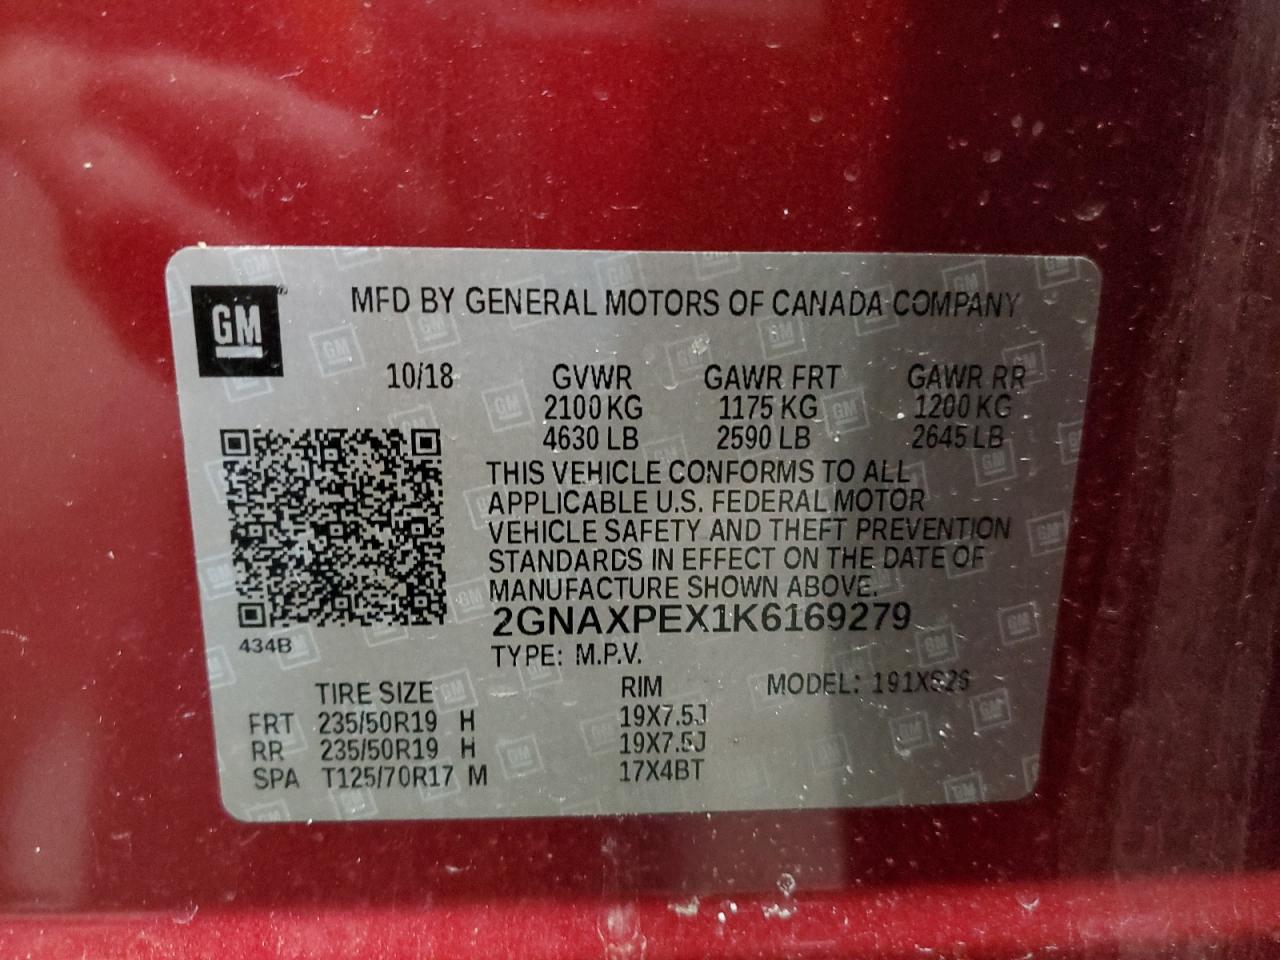 GM
MFD BY GENERAL MOTORS OF CANADA COMPANY
10/18 GVWR GAWR FRT GAWR RR
2100 KG 1175 KG 1200 KG
4630 LB 2590 LB 2645 LB
THIS VEHICLE CONFORMS TO ALL
APPLICABLE U.S. FEDERAL MOTOR
VEHICLE SAFETY AND THEFT PREVENTION
STANDARDS IN EFFECT ON THE DATE OF
MANUFACTURE SHOWN ABOVE.
2GNAXPEX1K6169279
434B
TYPE: M.P.V.
TIRE SIZE RIM MODEL:
FRT 235/50R19 H 19X7.5J
RR 235/50R19 H 19X7.5J
SPA T125/70R17 M 17X4BT